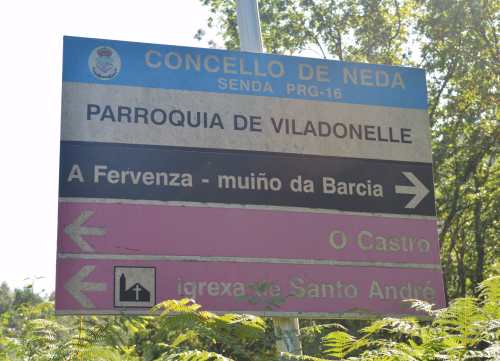 CONCELLO DE NEDA
SENDA PRG-16
PARROQUIA DE VILADONELLE
A Fervenza - muiño da Barcia
O Castro
igrexa de Santo André